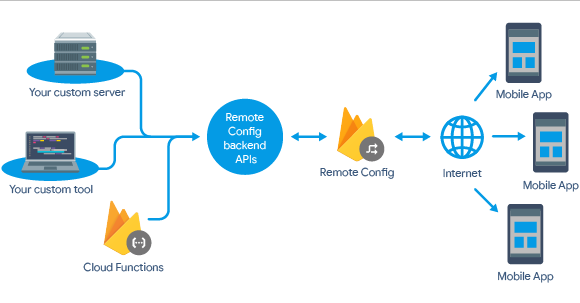 Your custom server
Your custom tool
Cloud Functions
Remote
Config
backend
APIs
Remote Config
Internet
Mobile App
Mobile App
Mobile App